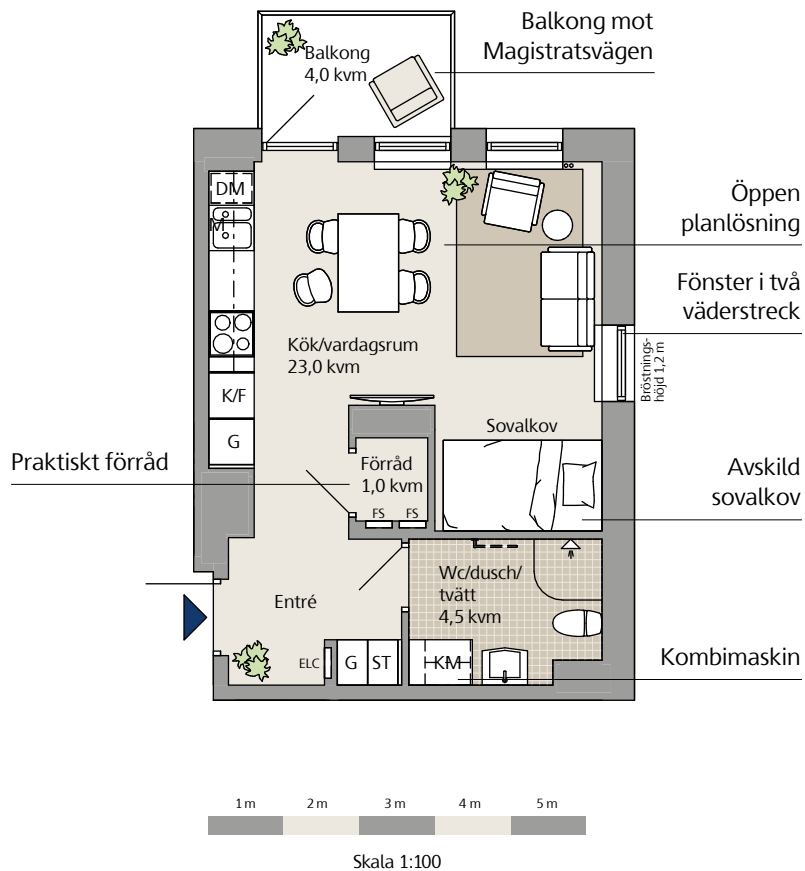 Balkong mot
Magistratsvägen
Balkong
4,0 kvm
DM
M
Öppen
planlösning
Fönster i två
väderstreck
Bröstnings-
höjd 1,2 m
Kök/vardagsrum
23,0 kvm
K/F
G
Sovalkov
Praktiskt förråd
Förråd
1,0 kvm
FS FS
Avskild
sovalkov
Wc/dusch/
tvätt
4,5 kvm
Entré
ELC
G
ST
KM
Kombimaskin
1 m 2 m 3 m 4 m 5 m
Skala 1:100